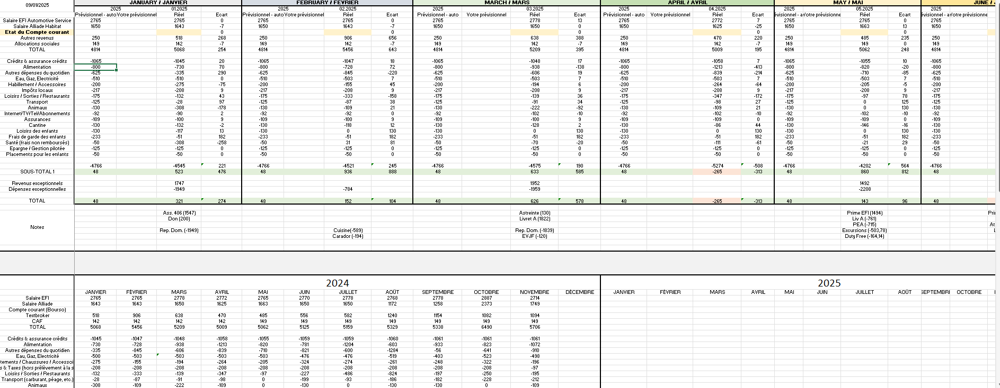 09/01/2025 JANUARY / JANVIER FEBRUARY / FEVRIER MARCH / MARS APRIL / AVRIL MAY / MAI JUNE /
2025 01.2025 2025 02.2025 2025 03.2025 2025 04.2025 2025 05.2025 2025
Prévisionnel - auto Votre prévisionnel Réel Ecart Prévisionnel - auto Votre prévisionnel Réel Ecart Prévisionnel - auto Votre prévisionnel Réel Ecart Prévisionnel - auto Votre prévisionnel Réel Ecart évisionnel - a Votre prévisionne Réel Ecart évisionnel - a Votre prévisionne
Salaire EFI Automotive Service 2765 2765 0 2765 2765 0 2765 2778 13 2765 2772 7 2765 2765 0 2765
Salaire Alliade Habitat 1650 1643 -7 1650 1643 -7 1650 1650 0 1650 1625 -25 1650 1663 13 1650
Etat du Compte courant 0 0 0 0 0
Autres revenus 250 518 268 250 906 656 250 638 388 250 470 220 250 485 235 250
Allocations sociales 149 142 -7 149 142 -7 149 142 -7 149 142 -7 149 149 0 149
TOTAL 4814 5068 254 4814 5456 643 4814 5209 395 4814 5009 195 4814 5062 248 4814
Crédits & assurance crédits -1065 -1045 20 -1065 -1047 18 -1065 -1048 17 -1065 -1058 7 -1065 -1055 10 -1065
Alimentation -800 -730 70 -800 -728 72 -800 -938 -138 -800 -1213 -413 -800 -820 -20 -800
Autres dépenses du quotidien -625 -335 290 -625 -845 -220 -625 -606 19 -625 -839 -214 -625 -710 -85 -625
Eau, Gaz, Electricité -510 -510 0 -510 -503 7 -510 -503 7 -510 -503 7 -510 -503 7 -510
Habillement / Accessoires -200 -275 -75 -200 -155 45 -200 -194 6 -200 -264 -64 -200 -205 -5 -200
Impôts locaux -217 -208 9 -217 -208 9 -217 -208 9 -217 -208 9 -217 -208 9 -217
Loisirs / Sorties / Restaurants -175 -132 43 -175 -333 -158 -175 -139 36 -175 -347 -172 -175 -97 78 -175
Transport -125 -28 97 -125 -87 38 -125 -91 34 -125 -98 27 -125 0 125 -125
Animaux -130 -308 -178 -130 -109 21 -130 -222 -92 -130 -109 21 -130 0 130 -130
Internet/TV/Tel/Abonnements -92 -90 2 -92 -92 0 -92 -102 -10 -92 -102 -10 -92 -102 -10 -92
Assurances -109 -100 9 -109 -100 9 -109 -100 9 -109 -109 0 -109 -109 0 -109
Cantine -130 -132 -2 -130 -118 12 -130 -128 2 -130 -86 44 -130 -146 -16 -130
Loisirs des enfants -130 -117 13 -130 0 130 -130 0 130 -130 0 130 -130 0 130 -130
Frais de garde des enfants -233 -51 182 -233 -51 182 -233 -51 182 -233 -51 182 -233 -51 182 -233
Santé (frais non remboursés) -50 -308 -258 -50 31 81 -50 -70 -20 -50 -111 -61 -50 -21 29 -50
Epargne / Gestion pilotée -125 -125 0 -125 -125 0 -125 -125 0 -125 -125 0 -125 -125 0 -125
Placements pour les enfants -50 -50 0 -50 -50 0 -50 -50 0 -50 -50 0 -50 -50 0 -50
-4766 -4545 221 -4766 -4521 245 -4766 -4575 190 -4766 -5274 -508 -4766 -4202 564 -4766
SOUS-TOTAL 1 48 523 476 48 936 888 48 633 585 48 -265 -313 48 860 812 48
Revenus exceptionnels 1747 1952 1492
Dépenses exceptionnelles -1949 -784 -1959 -2208
TOTAL 48 321 274 48 152 104 48 626 578 48 -265 -313 48 143 96 48
Ass. 406 (1547) Astreinte (130) Prime EFI (1494) Pri
Don (200) Livret A (1822) Liv A (-761)
Notes PEA (-715) At
Rep. Dom. (-1949) Cuisine(-589) Rep. Dom. (-1839) Excursions (-503,78) L
Carador (-194) EVJF (-120) Duty Free (-164,14)
2024 2025
JANVIER FÉVRIER MARS AVRIL MAI JUIN JUILLET AOÛT SEPTEMBRE OCTOBRE NOVEMBRE DÉCEMBRE JANVIER FÉVRIER MARS AVRIL MAI JUIN JUILLET AOÛT SEPTEMBRI OCTOBRE
Salaire EFI 2765 2765 2778 2772 2765 2770 2778 2768 2778 2887 2714
Salaire Alliade 1643 1643 1650 1625 1663 1650 1650 1172 1258 2373 1749
Compte courant (Bourso)
Textbroker 518 906 638 470 485 556 582 1240 1154 1082 1094
CAF 142 142 142 142 149 149 149 149 149 149 149
TOTAL 5068 5456 5209 5009 5062 5125 5159 5329 5338 6490 5706
Crédits & assurance crédits -1045 -1047 -1048 -1058 -1055 -1059 -1059 -1060 -1061 -1061 -1061
Alimentation -730 -728 -938 -1213 -820 -781 -1204 -603 -933 -823 -1072
Autres dépenses du quotidien -335 -845 -606 -839 -710 -821 -600 -1284 -56 -641 -910
Eau, Gaz, Electricité -500 -503 -503 -503 -503 -476 -476 -519 -403 -523 -498
tements / Chaussures / Accessoi -275 -155 -194 -264 -205 -324 -274 -261 -248 -322 -196
s & Taxes (hors prélèvement à la s -208 -208 -208 -208 -208 -208 -208 -208 -208 -208 -97
Loisirs / Sorties / Restaurants -132 -333 -139 -347 -97 -227 -486 -824 -197 -250 -195
Transport (carburant, péage, etc.) -28 -87 -91 -98 0 -199 -93 -186 -182 -228 -212
Animaux -308 -109 -222 -109 0 -130 0 -130 -130 0 -109